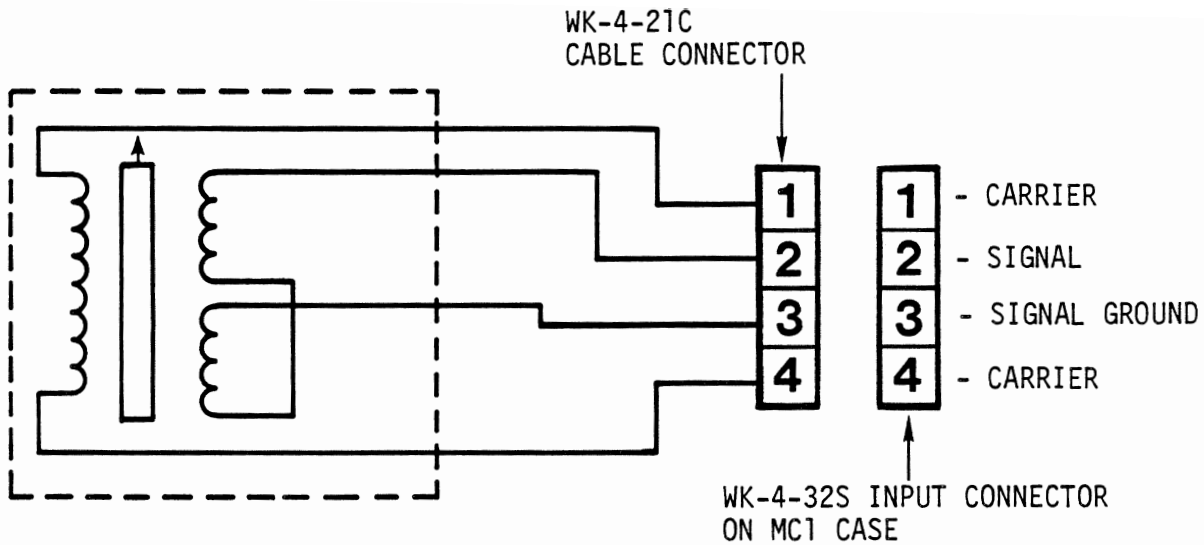 WK-4-21C
CABLE CONNECTOR
1 1 - CARRIER
2 2 - SIGNAL
3 3 - SIGNAL GROUND
4 4 - CARRIER
WK-4-32S INPUT CONNECTOR
ON MC1 CASE